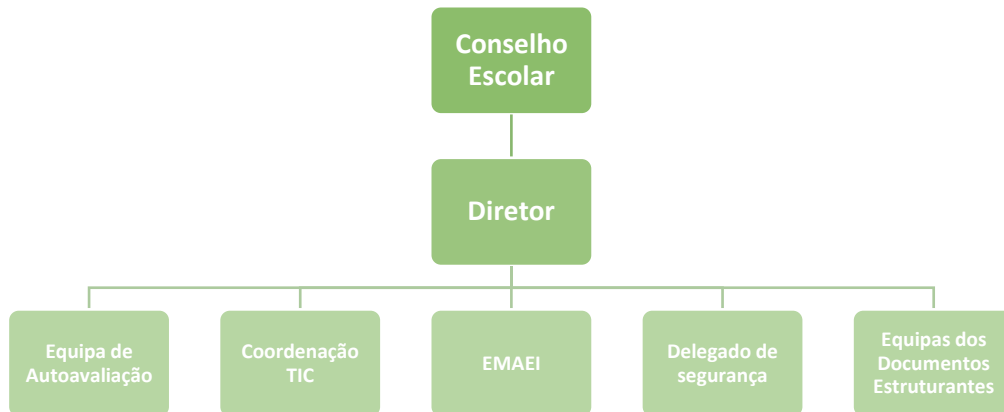 Conselho
Escolar
Diretor
Equipa de
Autoavaliação
Coordenação
TIC
EMAEI
Delegado de
segurança
Equipas dos
Documentos
Estruturantes